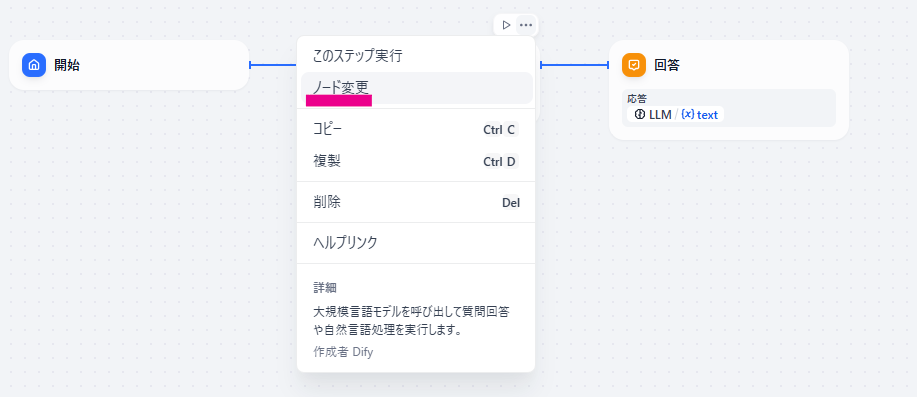 開始
このステップ実行
ノード変更
コピー Ctrl C
複製 Ctrl D
削除 Del
ヘルプリンク
詳細
大規模言語モデルを呼び出して質問回答
や自然言語処理を実行します。
作成者 Dify
回答
応答
LLM / {x} text